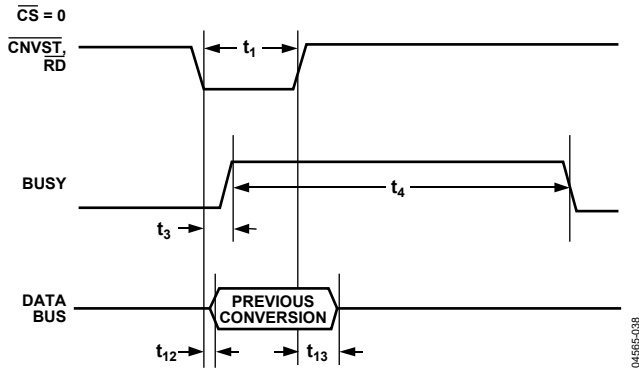 CS = 0
CNVST,
RD
t1
BUSY
t4
t3
DATA
BUS
PREVIOUS
CONVERSION
t12
t13
04565-038